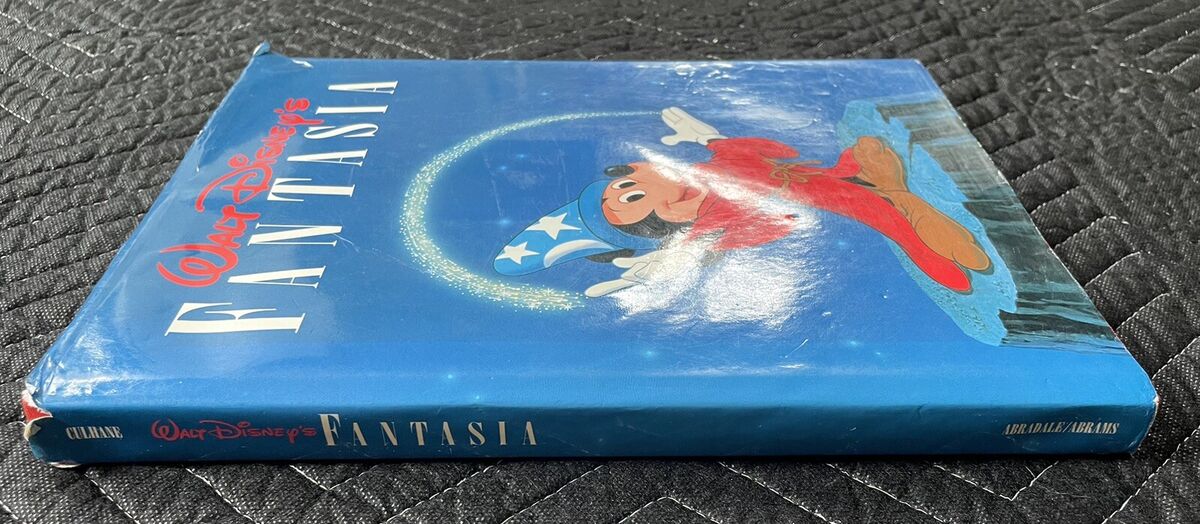 Walt Disney's
FANTASIA
CULHANE Walt Disney's FANTASIA ABRADALE/ABRAMS